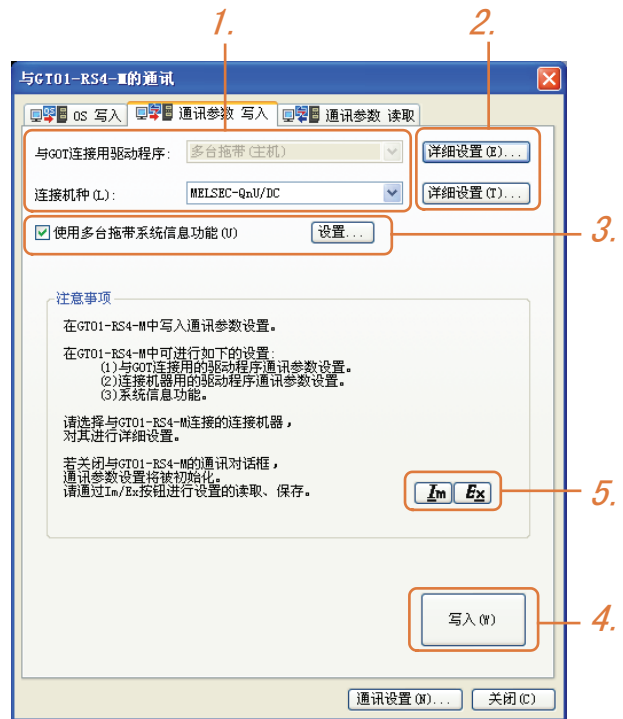 1.
2.
与GT01-RS4-M的通讯
OS 写入
通讯参数 写入
通讯参数 读取
与GOT连接用驱动程序:
多台拖带(主机)
详细设置(E)...
连接机种(L):
MELSEC-QnU/DC
详细设置(T)...
使用多台拖带系统信息功能(U)
设置...
3.
注意事项
在GT01-RS4-M中写入通讯参数设置。
在GT01-RS4-M中可进行如下的设置:
(1)与GOT连接用的驱动程序通讯参数设置。
(2)连接机器用的驱动程序通讯参数设置。
(3)系统信息功能。
请选择与GT01-RS4-M连接的连接机器，
对其进行详细设置。
若关闭与GT01-RS4-M的通讯对话框，
通讯参数设置将被初始化。
请通过Im/Ex按钮进行设置的读取、保存。
Im
Ex
5.
写入(W)
4.
通讯设置(N)...
关闭(C)